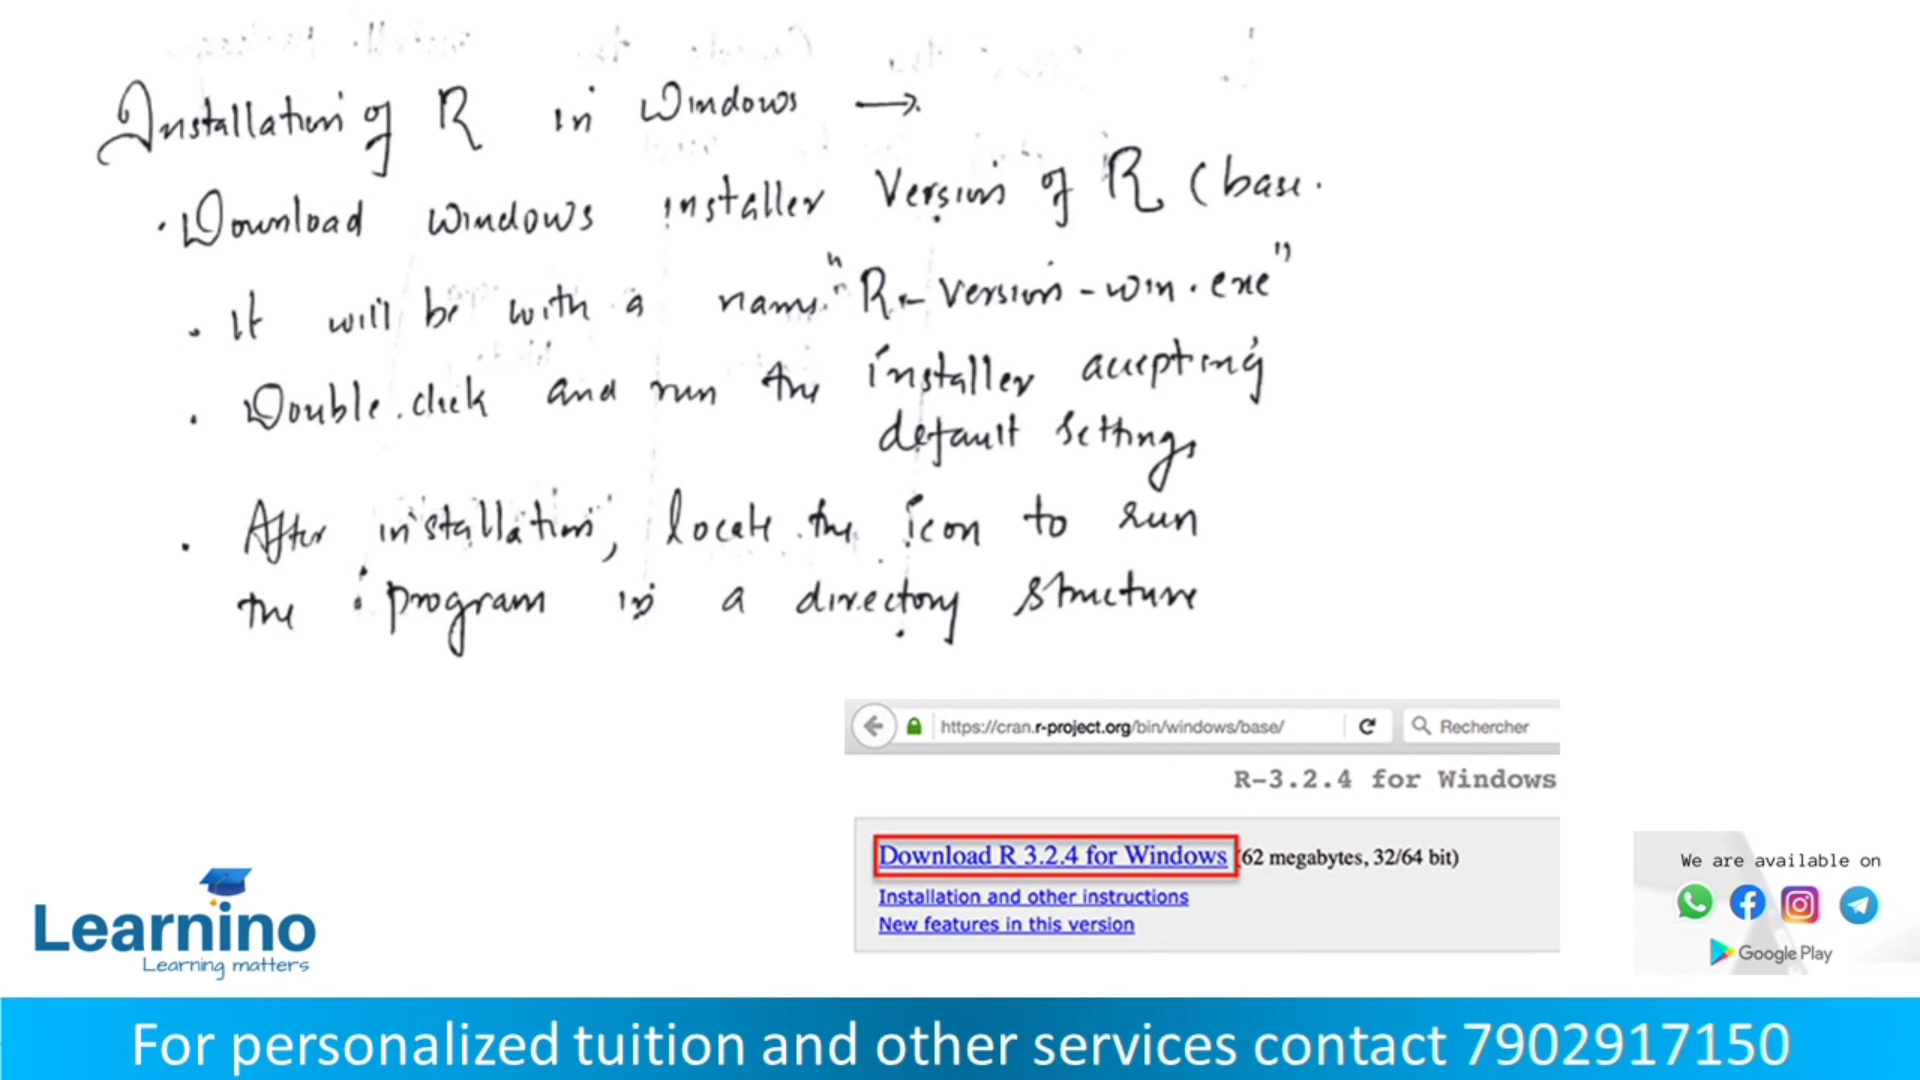 Installation of R in Windows →
. Download windows installer Version of R (base.
. It will be with a name "R-version-win.exe"
. Double.click and run the installer accepting
default settings
. After installation, locate the icon to run
the program in a directory structure
https://cran.r-project.org/bin/windows/base/
Rechercher
R-3.2.4 for Windows
Download R 3.2.4 for Windows (62 megabytes, 32/64 bit)
Installation and other instructions
New features in this version
Learnino
Learning matters
We are available on
Google Play
For personalized tuition and other services contact 7902917150